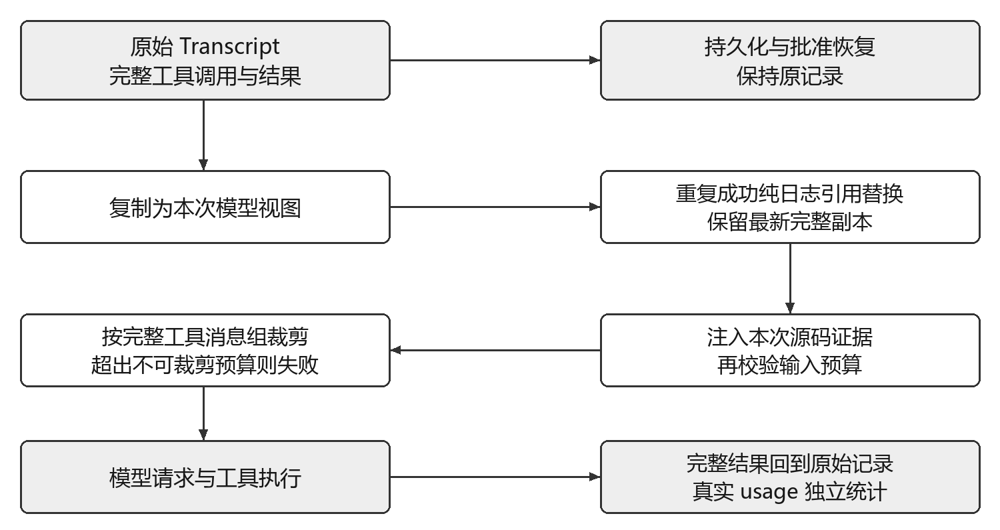 原始 Transcript
完整工具调用与结果
持久化与批准恢复
保持原记录
复制为本次模型视图
重复成功纯日志引用替换
保留最新完整副本
按完整工具消息组裁剪
超出不可裁剪预算则失败
注入本次源码证据
再校验输入预算
模型请求与工具执行
完整结果回到原始记录
真实 usage 独立统计